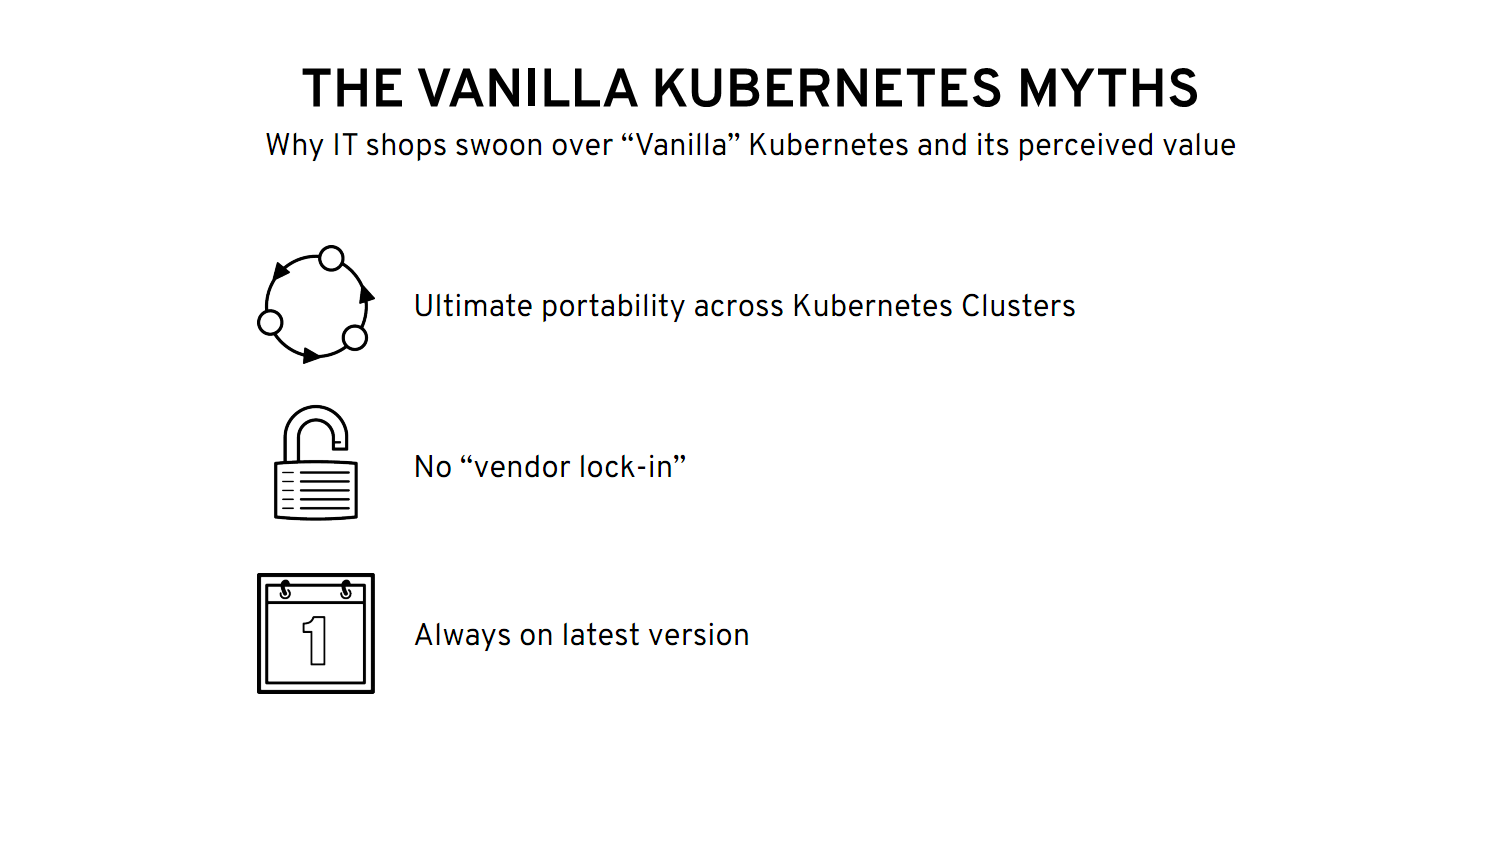 THE VANILLA KUBERNETES MYTHS
Why IT shops swoon over “Vanilla” Kubernetes and its perceived value
Ultimate portability across Kubernetes Clusters
No “vendor lock-in”
1
Always on latest version